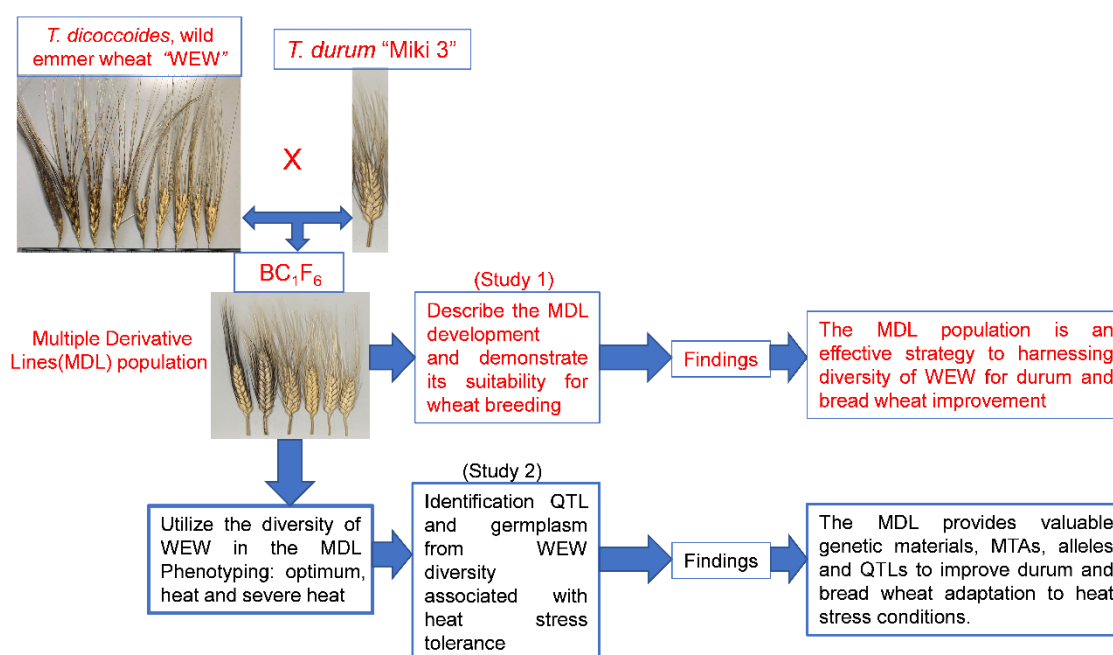 T. dicoccoides, wild
emmer wheat “WEW”
T. durum “Miki 3”
X
BC₁F₆
Multiple Derivative
Lines(MDL) population
(Study 1)
Describe the MDL
development
and demonstrate
its suitability for
wheat breeding
Findings
The MDL population is an
effective strategy to harnessing
diversity of WEW for durum and
bread wheat improvement
(Study 2)
Utilize the diversity of
WEW in the MDL
Phenotyping: optimum,
heat and severe heat
Identification QTL
and germplasm
from WEW
diversity
associated with
heat stress
tolerance
Findings
The MDL provides valuable
genetic materials, MTAs, alleles
and QTLs to improve durum and
bread wheat adaptation to heat
stress conditions.